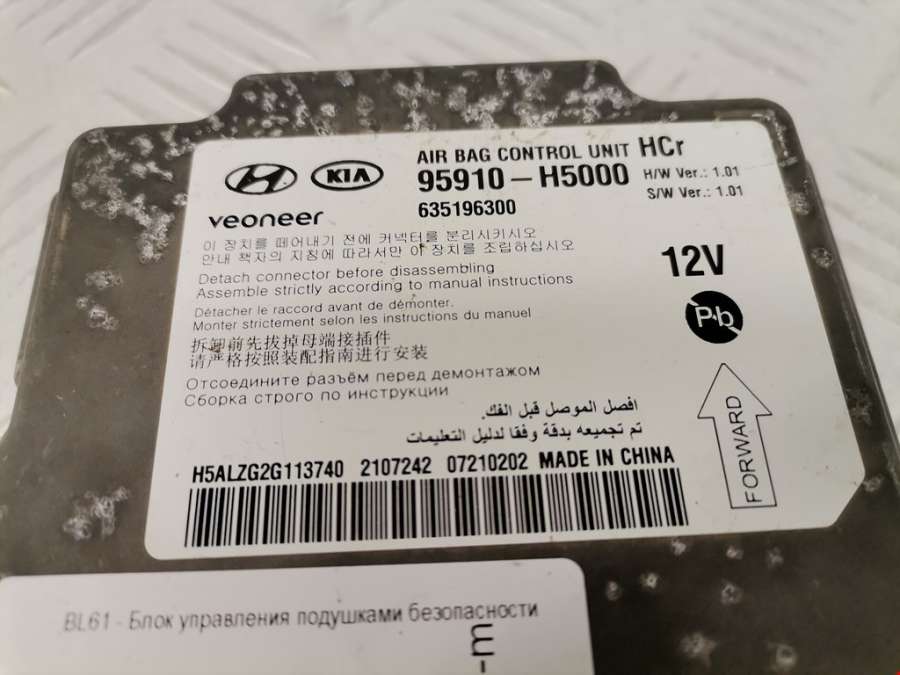 AIR BAG CONTROL UNIT HCr
KIA
95910-H5000
H/W Ver.: 1.01
S/W Ver.: 1.01
veoneer
635196300
이 장치를 떼어내기 전에 커넥터를 분리시키시오
안내 책자의 지침에 따라서만 이 장치를 조립하십시오
12V
Detach connector before disassembling
Assemble strictly according to manual instructions
Détacher le raccord avant de démonter.
Monter strictement selon les instructions du manuel
Pb
拆卸前先拔掉母端接插件
请严格按照装配指南进行安装
Отсоедините разъём перед демонтажом
Сборка строго по инструкции
افصل الموصل قبل الفك.
تم تجميعه بدقة وفقا لدليل التعليمات
FORWARD
H5ALZG2G113740 2107242 07210202 MADE IN CHINA
BL61 - Блок управления подушками безопасности
-m